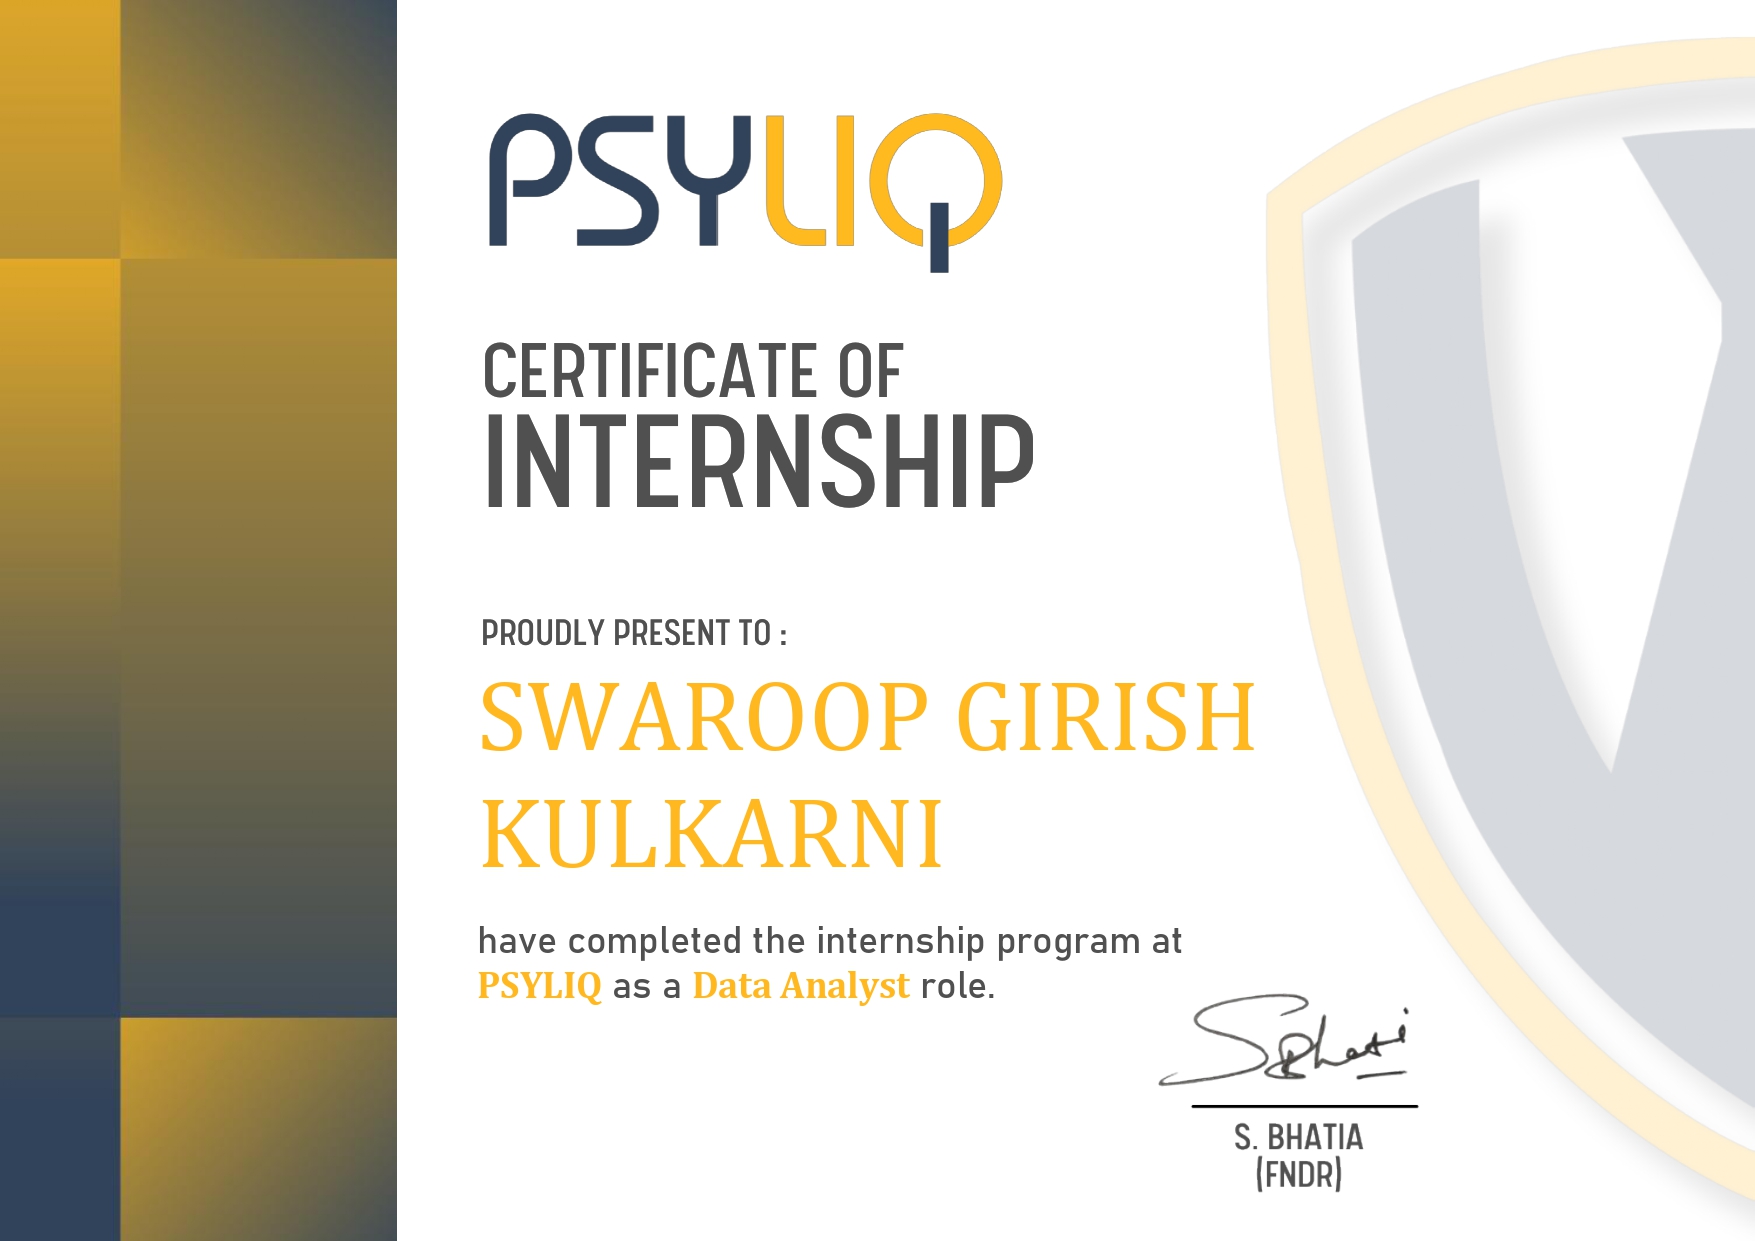 PSYLIQ
CERTIFICATE OF
INTERNSHIP
PROUDLY PRESENT TO :
SWAROOP GIRISH
KULKARNI
have completed the internship program at
PSYLIQ as a Data Analyst role.
SBhati
S. BHATIA
(FNDR)